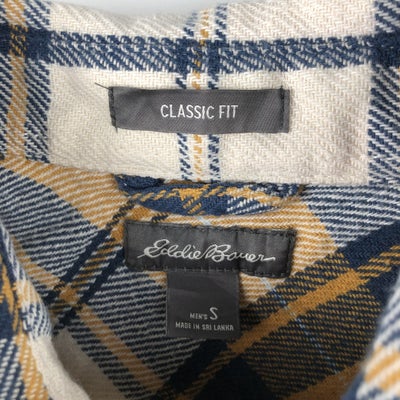 CLASSIC FIT
Eddie Bauer
MEN'S S
MADE IN SRI LANKA